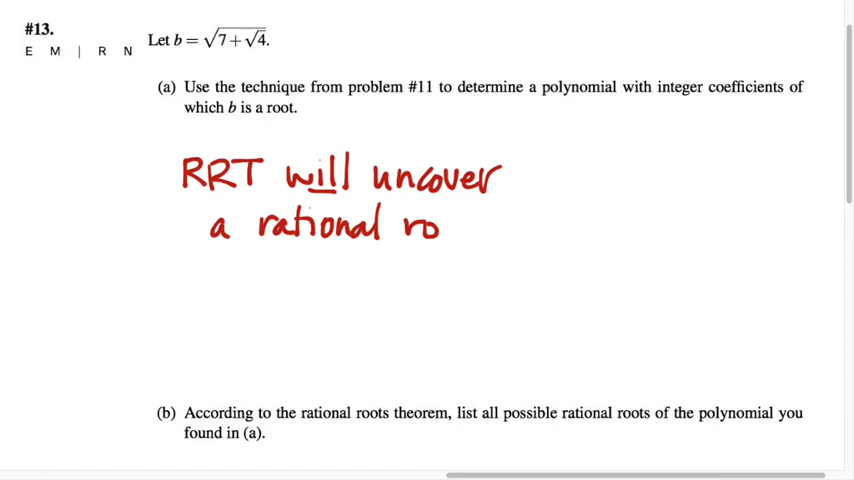 #13.
E M | R N
Let b = √7+√4.
(a) Use the technique from problem #11 to determine a polynomial with integer coefficients of
which b is a root.
RRT will uncover
a rational ro
(b) According to the rational roots theorem, list all possible rational roots of the polynomial you
found in (a).